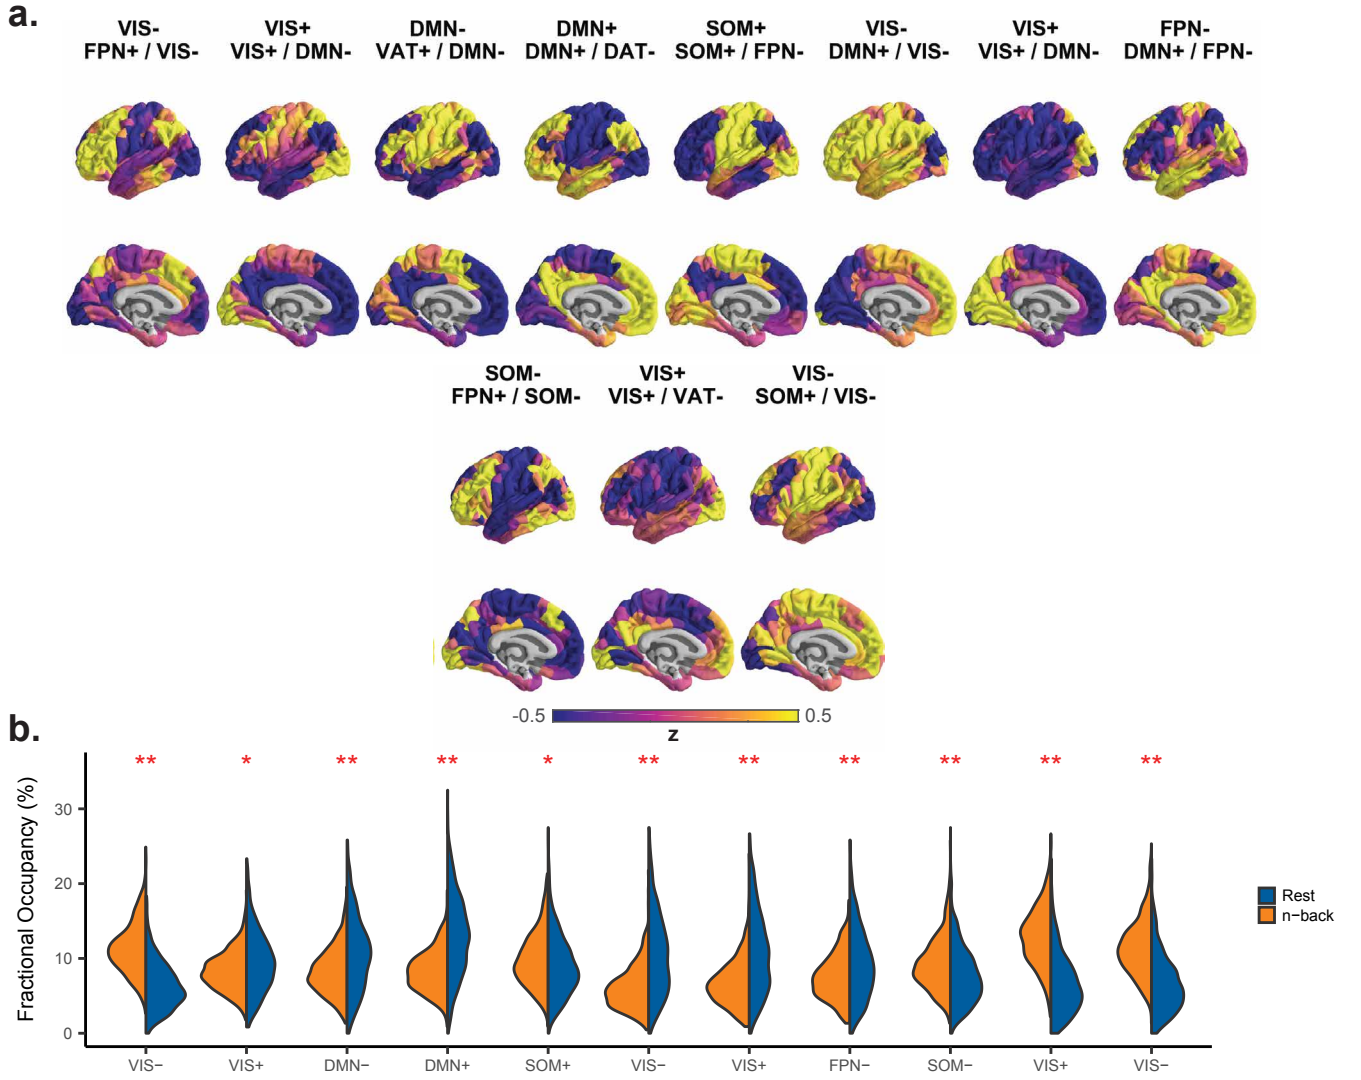 a.
VIS- VIS+ DMN- DMN+ SOM+ VIS- VIS+ FPN-
FPN+ / VIS- VIS+ / DMN- VAT+ / DMN- DMN+ / DAT- SOM+ / FPN- DMN+ / VIS- VIS+ / DMN- DMN+ / FPN-
SOM- VIS+ VIS-
FPN+ / SOM- VIS+ / VAT- SOM+ / VIS-
-0.5 0.5
z
b.
** * ** ** * ** ** ** ** ** **
Fractional Occupancy (%)
30
20
10
0
VIS− VIS+ DMN− DMN+ SOM+ VIS− VIS+ FPN− SOM− VIS+ VIS−
Rest
n−back